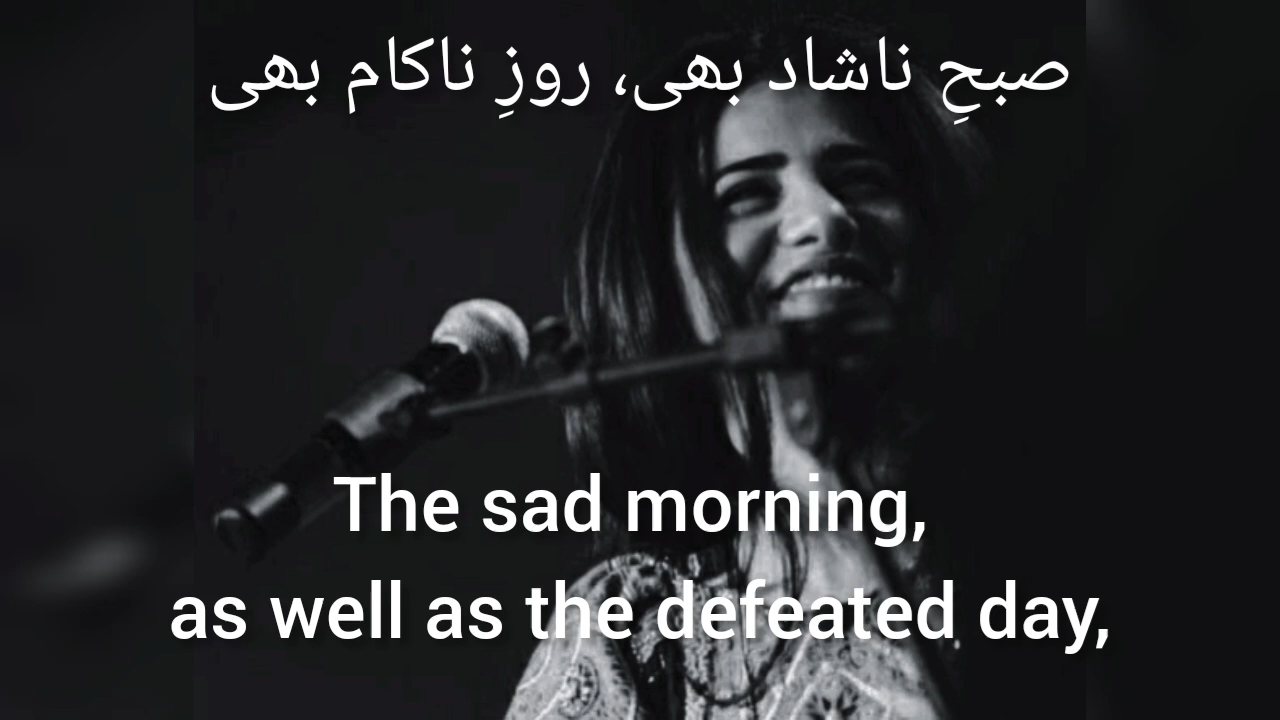 صبحِ ناشاد بھی، روزِ ناکام بھی
The sad morning,
as well as the defeated day,